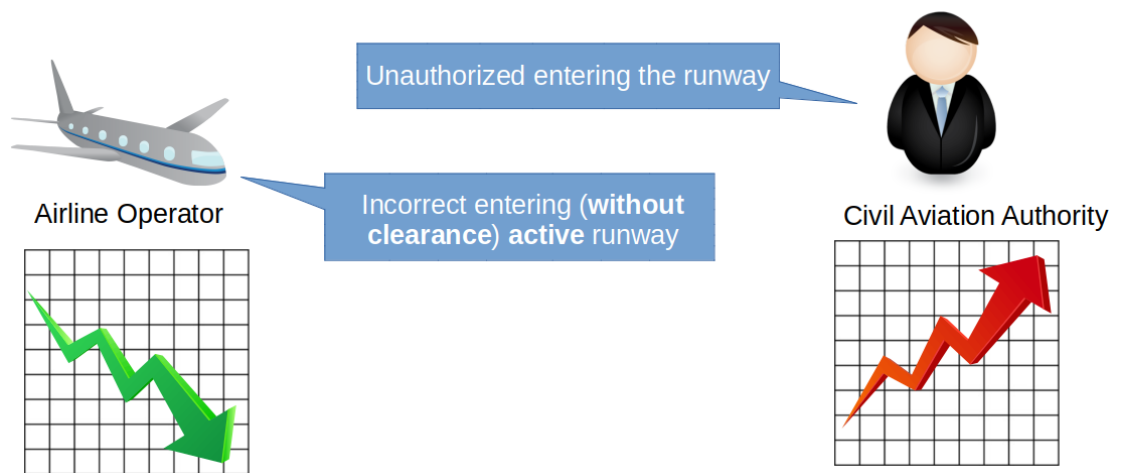 Unauthorized entering the runway
Airline Operator
Incorrect entering (without
clearance) active runway
Civil Aviation Authority